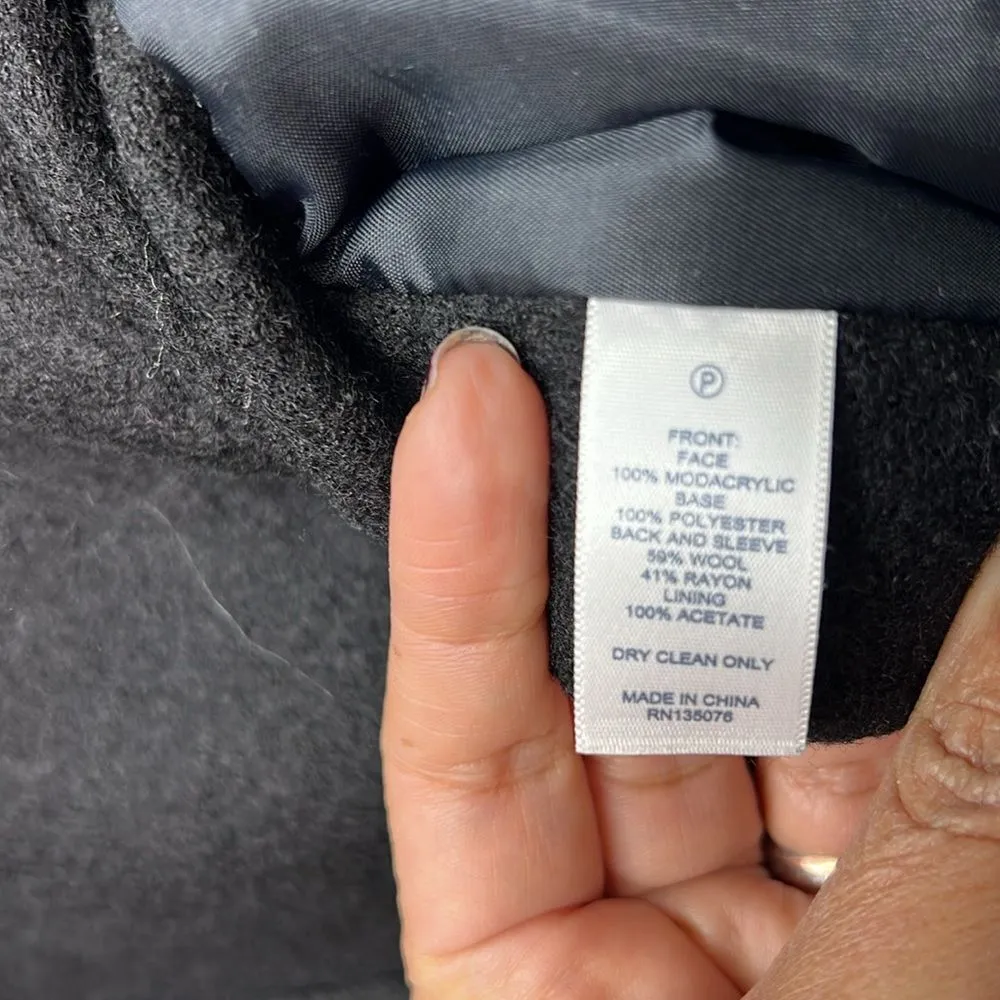 P
FRONT:
FACE
100% MODACRYLIC
BASE
100% POLYESTER
BACK AND SLEEVE
59% WOOL
41% RAYON
LINING
100% ACETATE
DRY CLEAN ONLY
MADE IN CHINA
RN135076